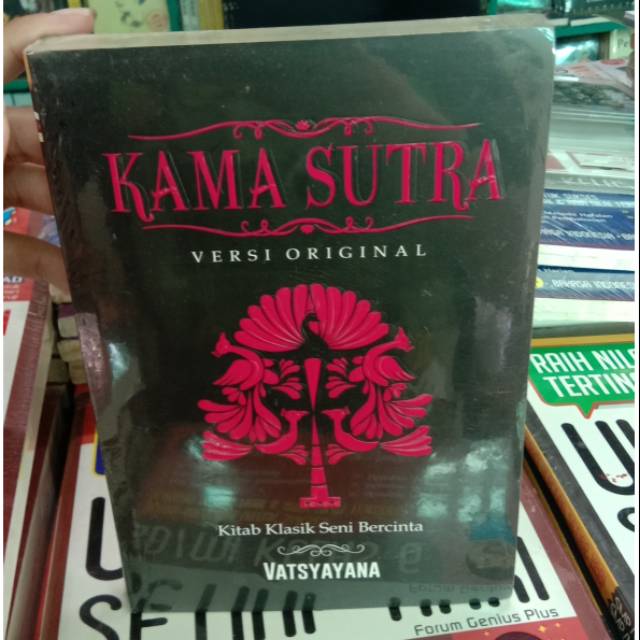 KAMA SUTRA
VERSI ORIGINAL
Kitab Klasik Seni Bercinta
VATSYAYANA
RAIH NIL
TERTIN
Forum Genius Plus